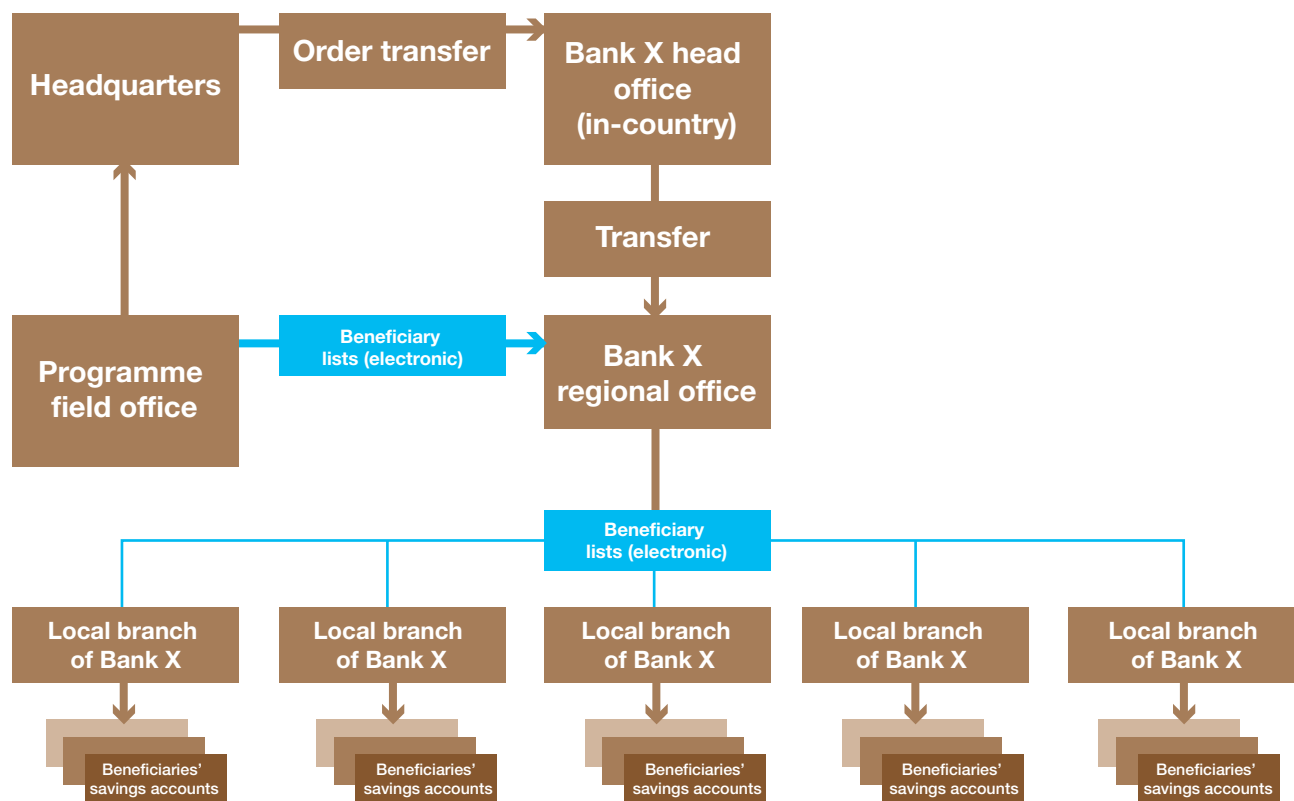 Headquarters
Order transfer
Bank X head
office
(in-country)
Transfer
Programme
field office
Beneficiary
lists (electronic)
Bank X
regional office
Beneficiary
lists (electronic)
Local branch
of Bank X
Local branch
of Bank X
Local branch
of Bank X
Local branch
of Bank X
Local branch
of Bank X
Beneficiaries’
savings accounts
Beneficiaries’
savings accounts
Beneficiaries’
savings accounts
Beneficiaries’
savings accounts
Beneficiaries’
savings accounts